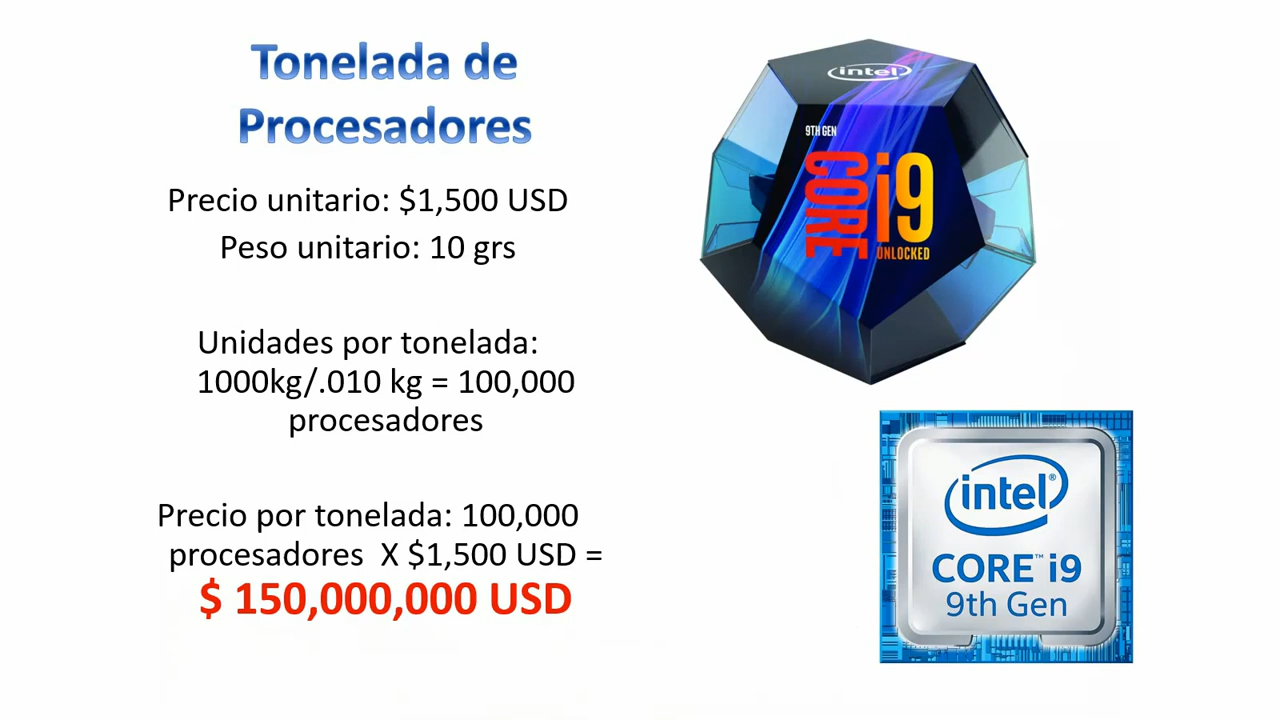 Tonelada de
Procesadores
Precio unitario: $1,500 USD
Peso unitario: 10 grs
Unidades por tonelada:
1000kg/.010 kg = 100,000
procesadores
Precio por tonelada: 100,000
procesadores X $1,500 USD =
$ 150,000,000 USD
intel
9TH GEN
CORE i9
UNLOCKED
intel®
CORE™ i9
9th Gen